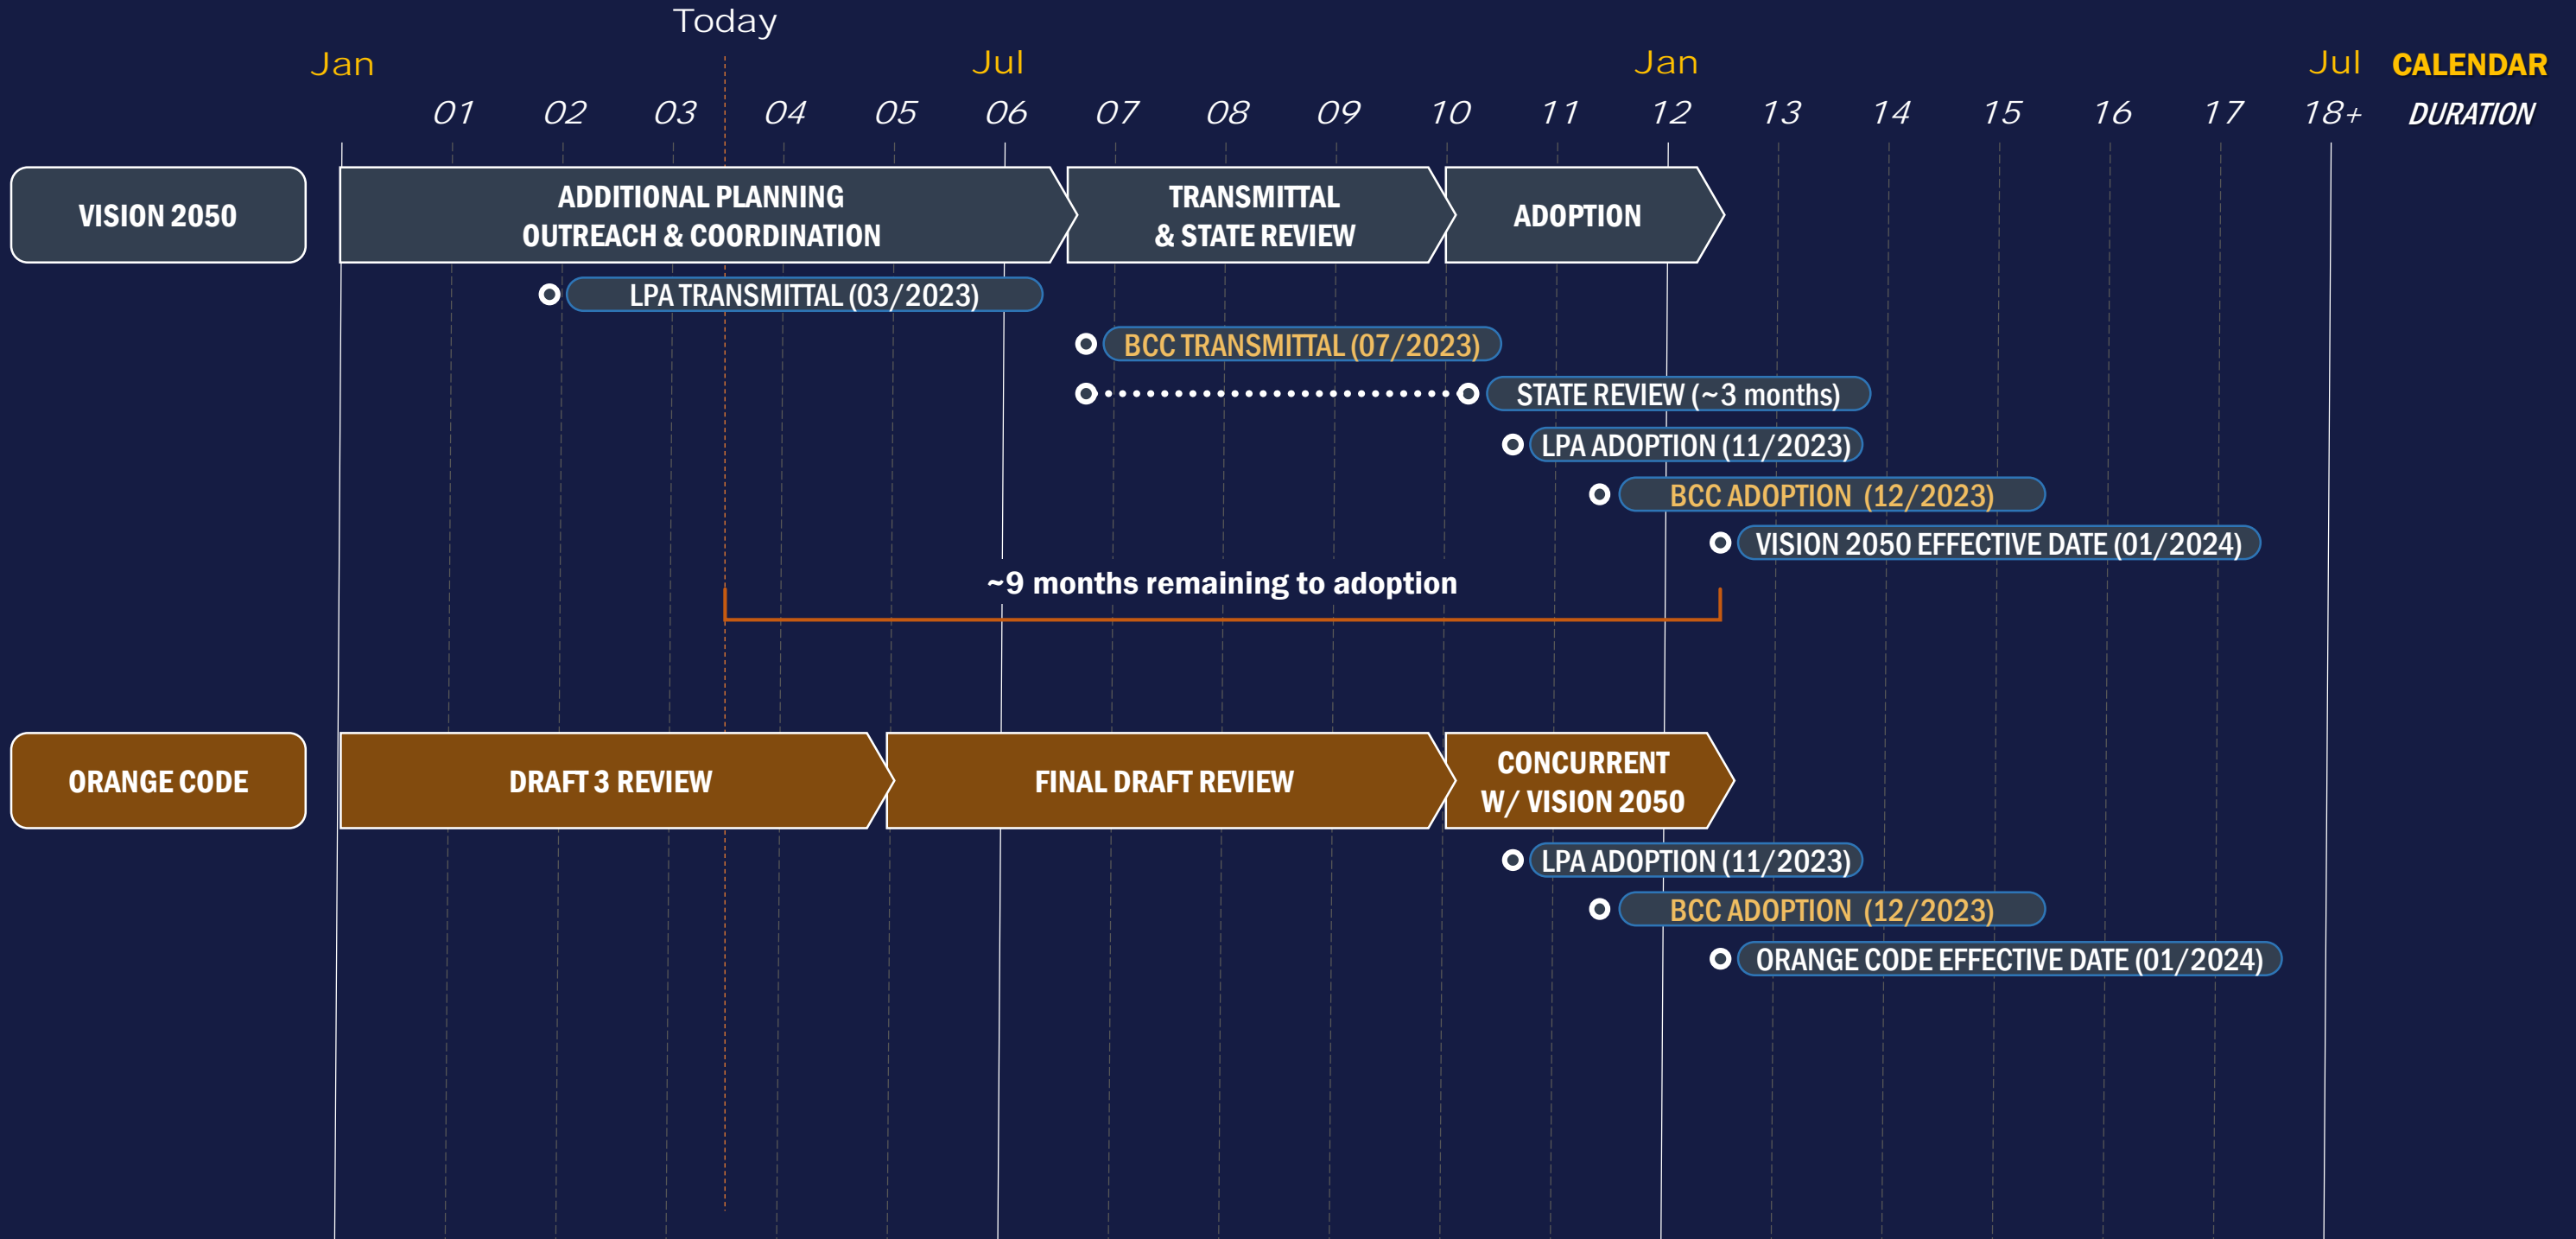 Today
Jan Jul Jan Jul CALENDAR
01 02 03 04 05 06 07 08 09 10 11 12 13 14 15 16 17 18+ DURATION
VISION 2050
ADDITIONAL PLANNING
OUTREACH & COORDINATION
TRANSMITTAL
& STATE REVIEW
ADOPTION
LPA TRANSMITTAL (03/2023)
BCC TRANSMITTAL (07/2023)
STATE REVIEW (~3 months)
LPA ADOPTION (11/2023)
BCC ADOPTION (12/2023)
VISION 2050 EFFECTIVE DATE (01/2024)
~9 months remaining to adoption
ORANGE CODE
DRAFT 3 REVIEW
FINAL DRAFT REVIEW
CONCURRENT
W/ VISION 2050
LPA ADOPTION (11/2023)
BCC ADOPTION (12/2023)
ORANGE CODE EFFECTIVE DATE (01/2024)